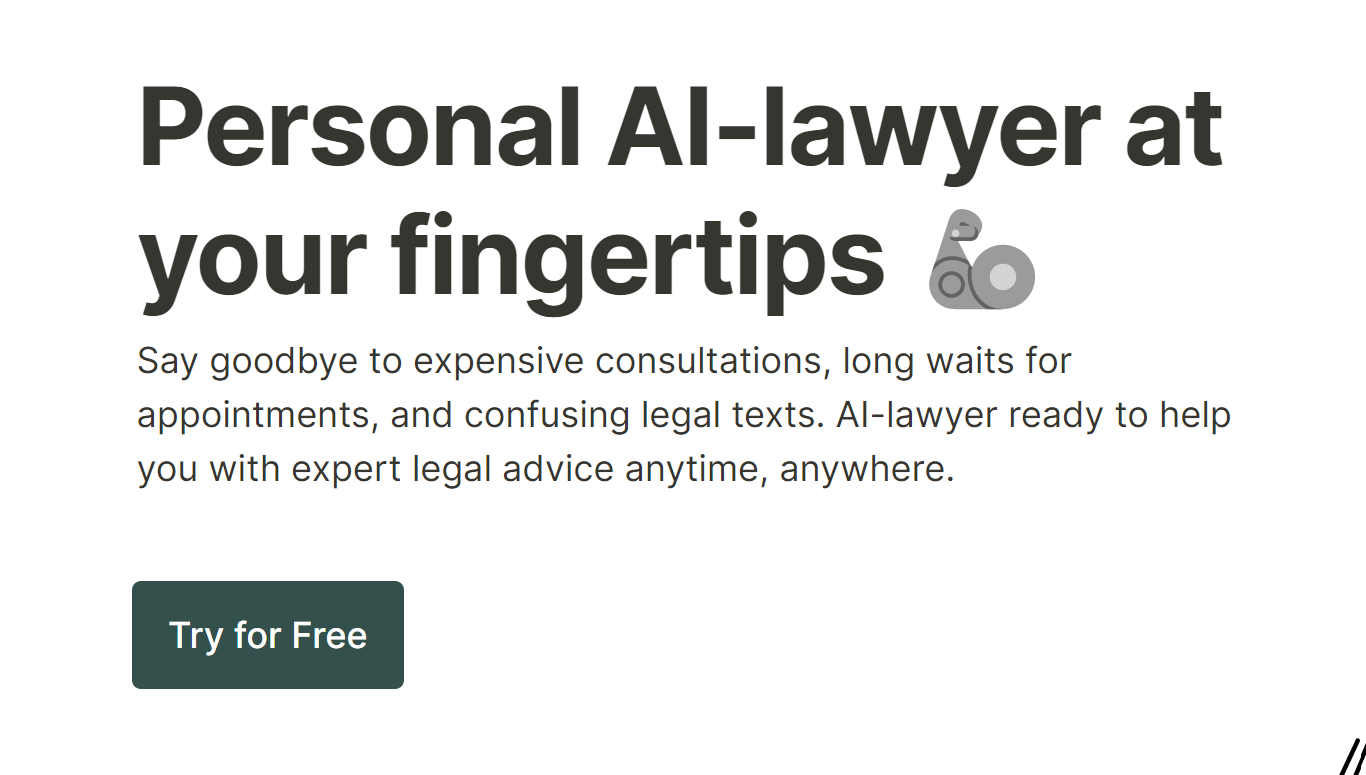 Personal AI-lawyer at
your fingertips 🦾
Say goodbye to expensive consultations, long waits for
appointments, and confusing legal texts. AI-lawyer ready to help
you with expert legal advice anytime, anywhere.
Try for Free